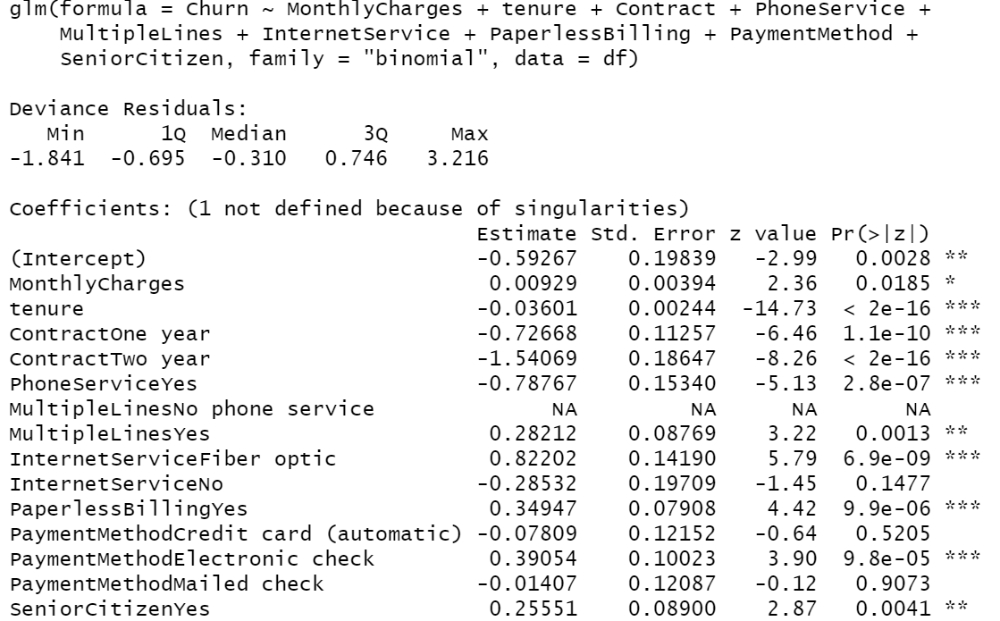 glm(formula = Churn ~ MonthlyCharges + tenure + Contract + PhoneService +
    MultipleLines + InternetService + PaperlessBilling + PaymentMethod +
    SeniorCitizen, family = "binomial", data = df)

Deviance Residuals:
   Min      1Q  Median      3Q     Max
-1.841  -0.695  -0.310   0.746   3.216

Coefficients: (1 not defined because of singularities)
                                     Estimate Std. Error z value Pr(>|z|)
(Intercept)                          -0.59267    0.19839   -2.99   0.0028 **
MonthlyCharges                        0.00929    0.00394    2.36   0.0185 *
tenure                               -0.03601    0.00244  -14.73  < 2e-16 ***
ContractOne year                     -0.72668    0.11257   -6.46  1.1e-10 ***
ContractTwo year                     -1.54069    0.18647   -8.26  < 2e-16 ***
PhoneServiceYes                      -0.78767    0.15340   -5.13  2.8e-07 ***
MultipleLinesNo phone service              NA         NA      NA       NA
MultipleLinesYes                      0.28212    0.08769    3.22   0.0013 **
InternetServiceFiber optic            0.82202    0.14190    5.79  6.9e-09 ***
InternetServiceNo                    -0.28532    0.19709   -1.45   0.1477
PaperlessBillingYes                   0.34947    0.07908    4.42  9.9e-06 ***
PaymentMethodCredit card (automatic) -0.07809    0.12152   -0.64   0.5205
PaymentMethodElectronic check         0.39054    0.10023    3.90  9.8e-05 ***
PaymentMethodMailed check            -0.01407    0.12087   -0.12   0.9073
SeniorCitizenYes                      0.25551    0.08900    2.87   0.0041 **